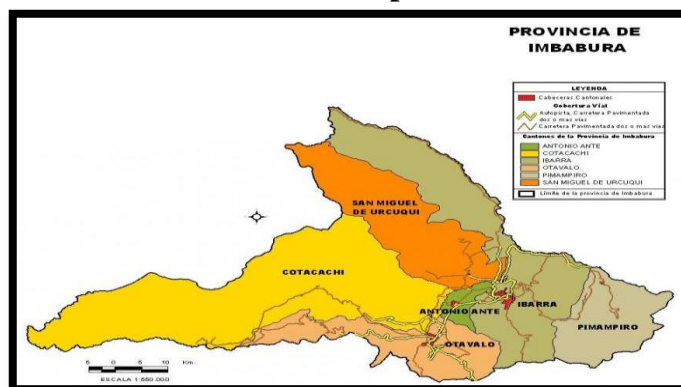 PROVINCIA DE
IMBABURA
LEYENDA
Cabeceras Cantonales
Cobertura Vial
Autopista, Carretera Pavimentada
dos o mas vias
Carretera Pavimentada dos o mas vias
Cantones de la Provincia de Imbabura
ANTONIO ANTE
COTACACHI
IBARRA
OTAVALO
PIMAMPIRO
SAN MIGUEL DE URCUQUI
Límite de la provincia de Imbabura
SAN MIGUEL
DE URCUQUI
COTACACHI
ANTONIO ANTE
IBARRA
PIMAMPIRO
OTAVALO
5 0 5 10 Km.
ESCALA 1:550.000